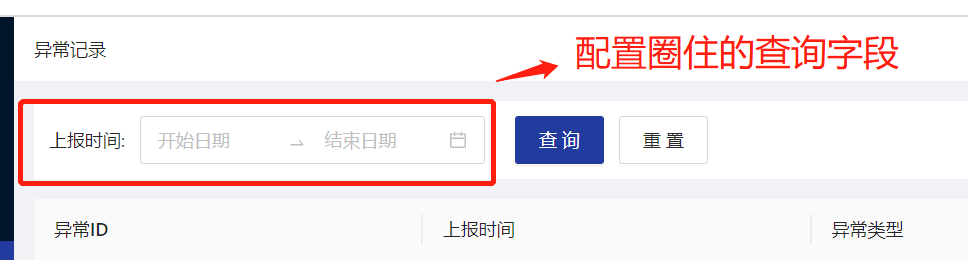 异常记录
配置圈住的查询字段
上报时间: 开始日期 → 结束日期 查 询 重 置
异常ID 上报时间 异常类型